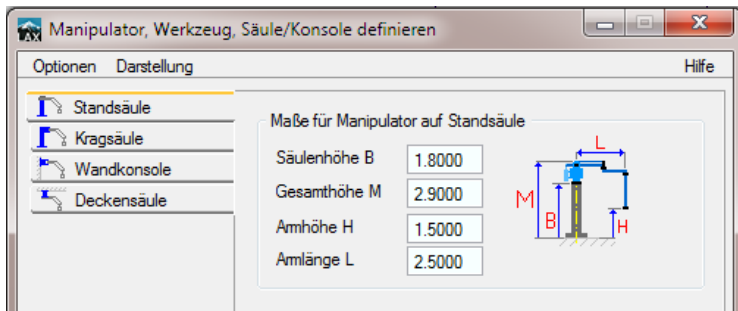 AX
Manipulator, Werkzeug, Säule/Konsole definieren
Optionen Darstellung Hilfe
Standsäule
Kragsäule
Wandkonsole
Deckensäule
Maße für Manipulator auf Standsäule
Säulenhöhe B 1.8000
Gesamthöhe M 2.9000
Armhöhe H 1.5000
Armlänge L 2.5000
L
M
B
H